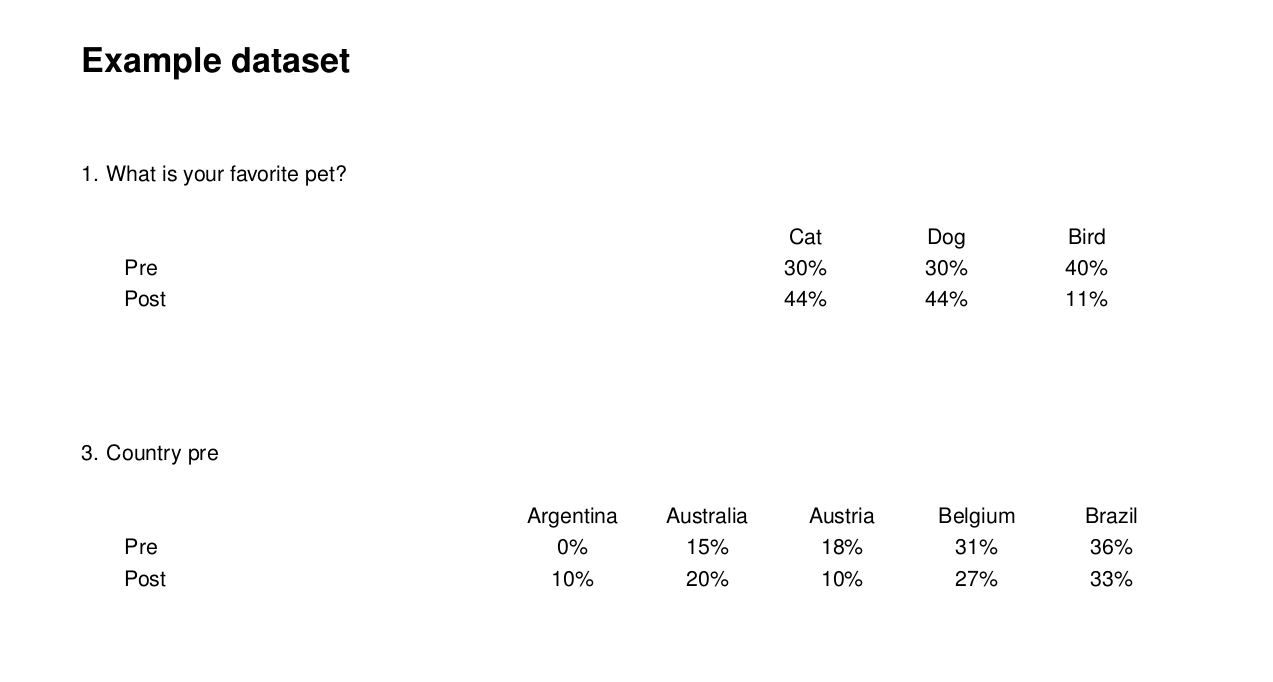 Example dataset
1. What is your favorite pet?
Cat Dog Bird
Pre 30% 30% 40%
Post 44% 44% 11%
3. Country pre
Argentina Australia Austria Belgium Brazil
Pre 0% 15% 18% 31% 36%
Post 10% 20% 10% 27% 33%